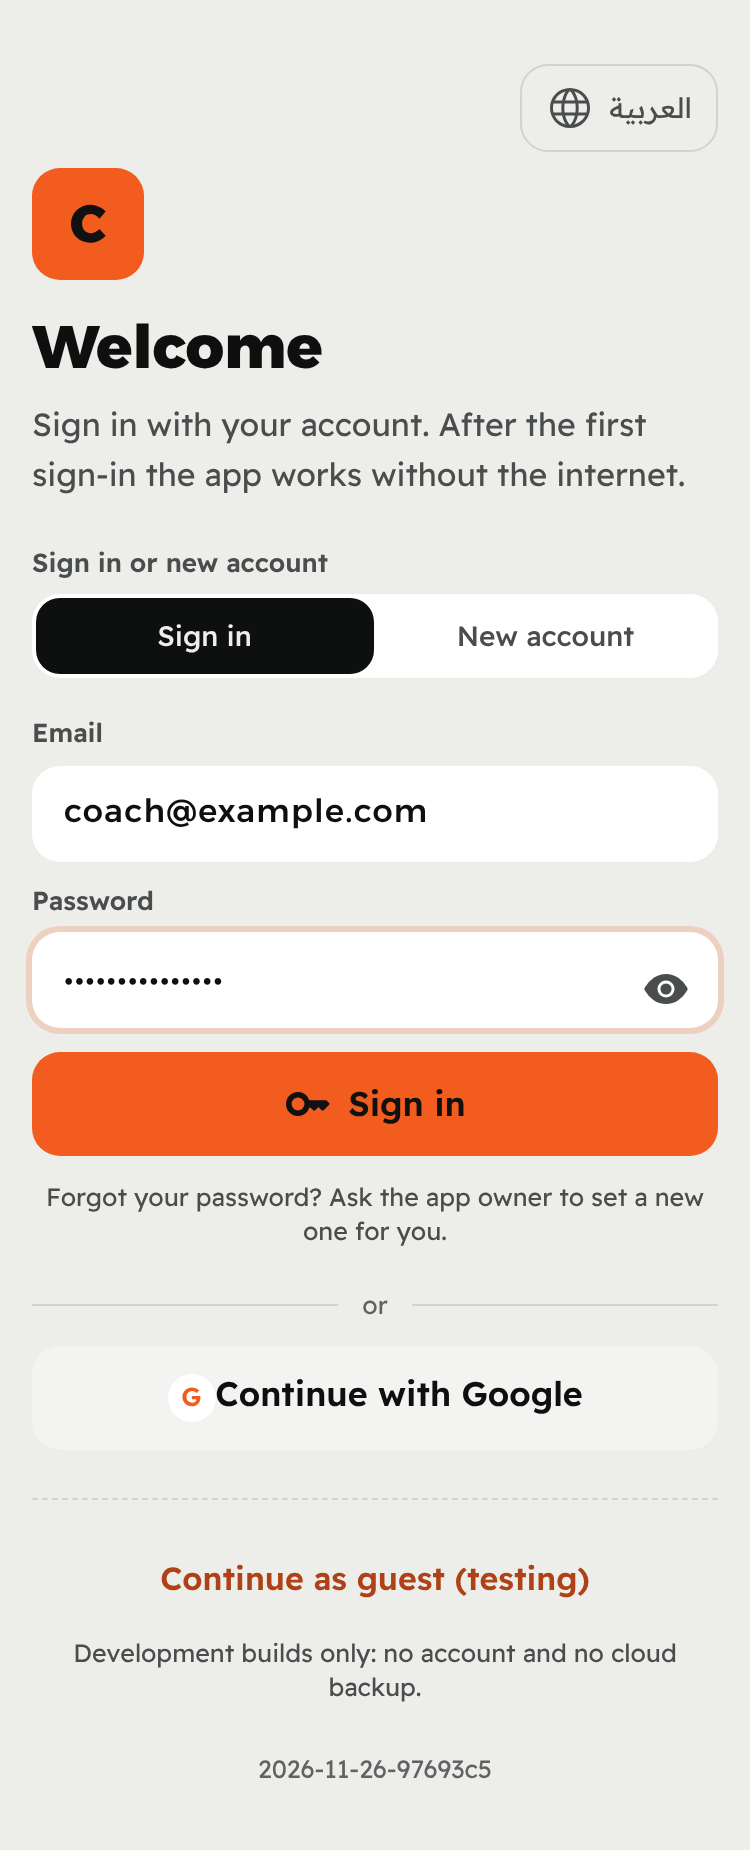 العربية
C
Welcome
Sign in with your account. After the first
sign-in the app works without the internet.
Sign in or new account
Sign in
New account
Email
coach@example.com
Password
•••••••••••••••
Sign in
Forgot your password? Ask the app owner to set a new
one for you.
or
G Continue with Google
Continue as guest (testing)
Development builds only: no account and no cloud
backup.
2026-11-26-97693c5